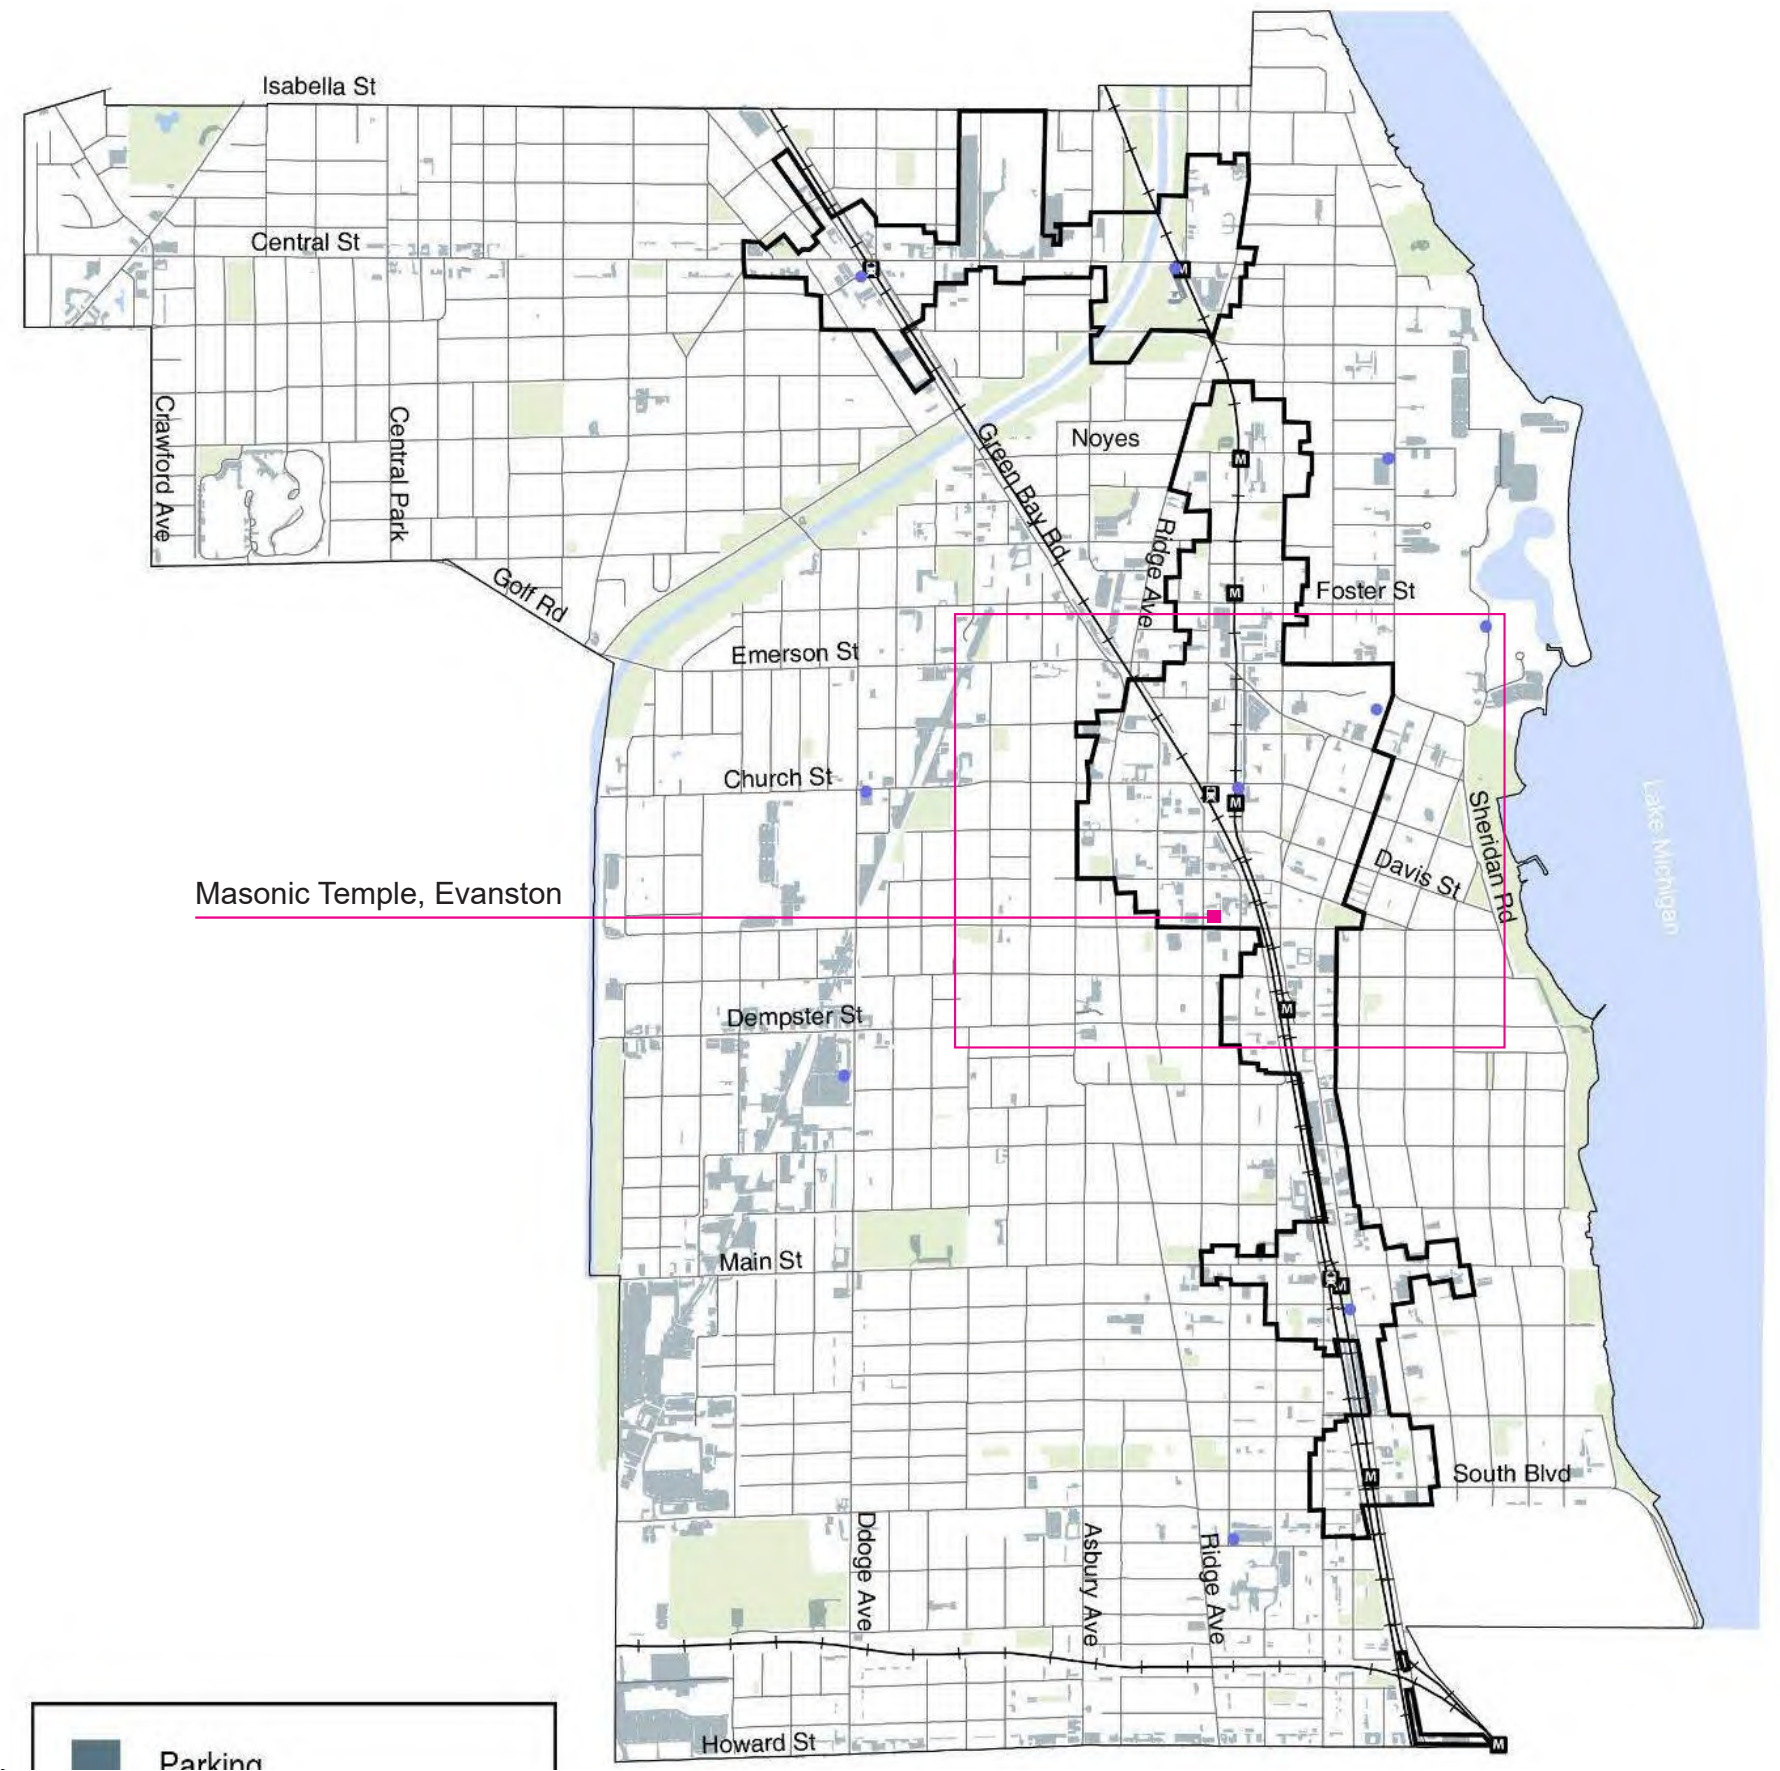 Isabella St
Central St
Crawford Ave
Central Park
Golf Rd
Green Bay Rd
Noyes
M
M
Ridge Ave
M
Foster St
Emerson St
Church St
M
Davis St
Sheridan Rd
Lake Michigan
Masonic Temple, Evanston
M
Dempster St
Main St
M
M
South Blvd
Ddoge Ave
Asbury Ave
Ridge Ave
Howard St
M
Parking